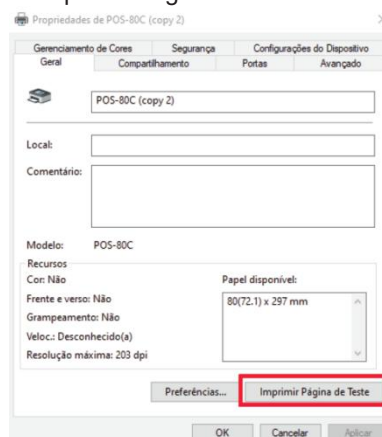 Propriedades de POS-80C (copy 2)
Gerenciamento de Cores Segurança Configurações do Dispositivo
Geral Compartilhamento Portas Avançado
POS-80C (copy 2)
Local:
Comentário:
Modelo: POS-80C
Recursos
Cor: Não Papel disponível:
Frente e verso: Não 80(72.1) x 297 mm
Grampeamento: Não
Veloc.: Desconhecido(a)
Resolução máxima: 203 dpi
Preferências... Imprimir Página de Teste
OK Cancelar Aplicar